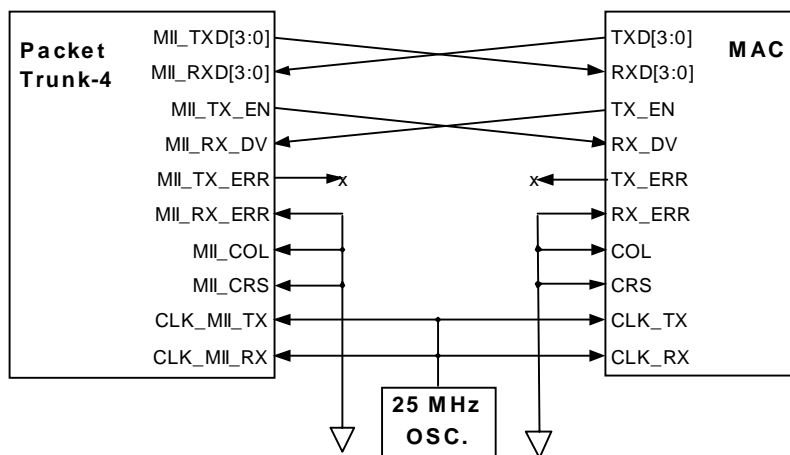 Packet
Trunk-4
MII_TXD[3:0]
MII_RXD[3:0]
MII_TX_EN
MII_RX_DV
MII_TX_ERR
MII_RX_ERR
MII_COL
MII_CRS
CLK_MII_TX
CLK_MII_RX
x
x
25 MHz
OSC.
MAC
TXD[3:0]
RXD[3:0]
TX_EN
RX_DV
TX_ERR
RX_ERR
COL
CRS
CLK_TX
CLK_RX